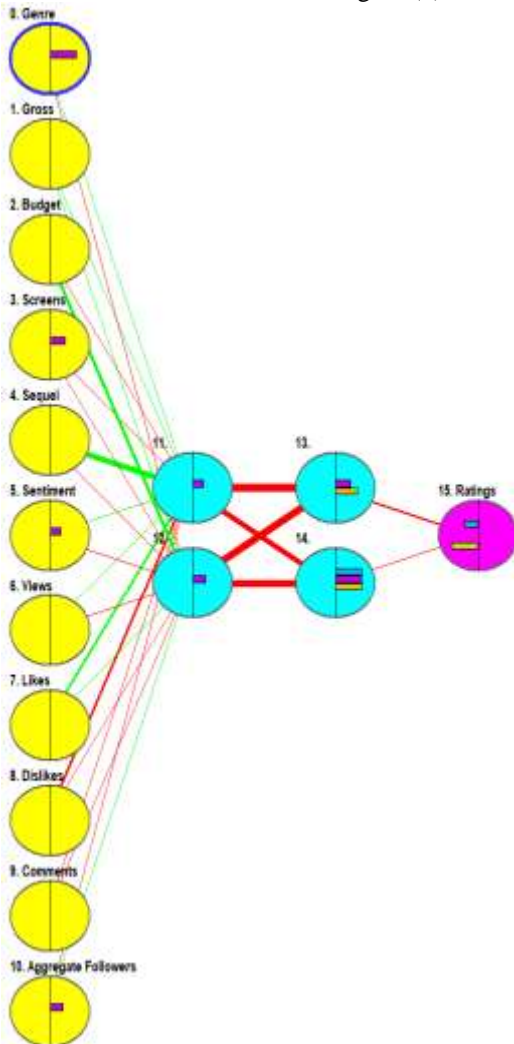 0. Genre
1. Gross
2. Budget
3. Screens
4. Sequel
11.
13.
5. Sentiment
15. Ratings
14.
6. Views
7. Likes
8. Dislikes
9. Comments
10. Aggregate Followers